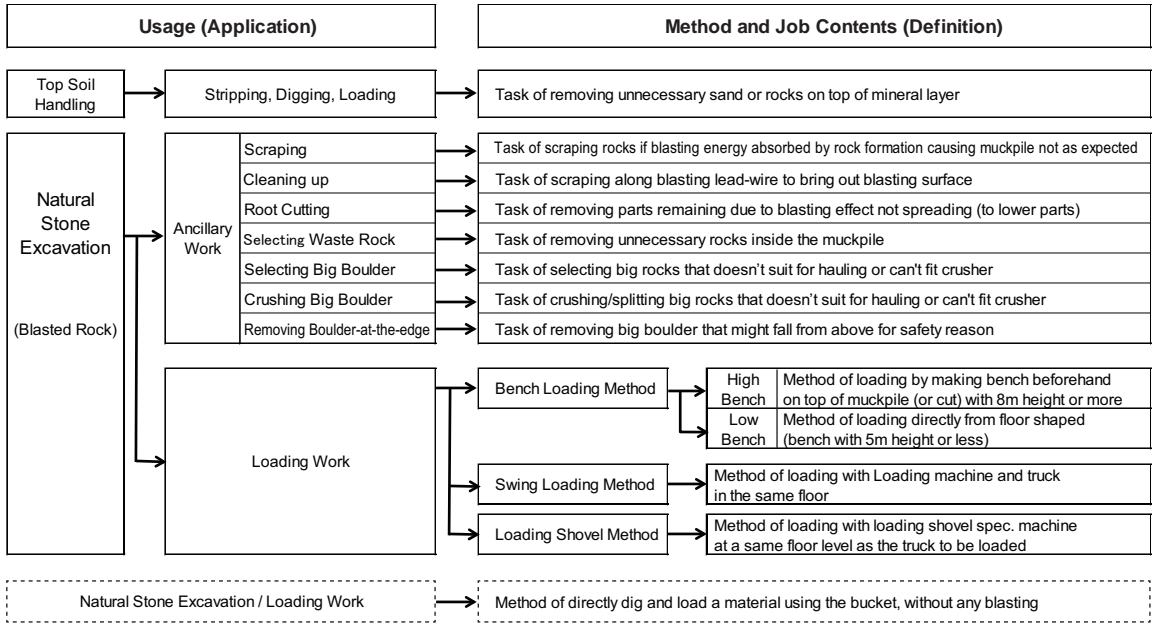 Usage (Application)
Method and Job Contents (Definition)
Top Soil
Handling
Stripping, Digging, Loading
Task of removing unnecessary sand or rocks on top of mineral layer
Natural
Stone
Excavation
(Blasted Rock)
Ancillary
Work
Scraping
Task of scraping rocks if blasting energy absorbed by rock formation causing muckpile not as expected
Cleaning up
Task of scraping along blasting lead-wire to bring out blasting surface
Root Cutting
Task of removing parts remaining due to blasting effect not spreading (to lower parts)
Selecting Waste Rock
Task of removing unnecessary rocks inside the muckpile
Selecting Big Boulder
Task of selecting big rocks that doesn't suit for hauling or can't fit crusher
Crushing Big Boulder
Task of crushing/splitting big rocks that doesn't suit for hauling or can't fit crusher
Removing Boulder-at-the-edge
Task of removing big boulder that might fall from above for safety reason
Loading Work
Bench Loading Method
High
Bench
Method of loading by making bench beforehand
on top of muckpile (or cut) with 8m height or more
Low
Bench
Method of loading directly from floor shaped
(bench with 5m height or less)
Swing Loading Method
Method of loading with Loading machine and truck
in the same floor
Loading Shovel Method
Method of loading with loading shovel spec. machine
at a same floor level as the truck to be loaded
Natural Stone Excavation / Loading Work
Method of directly dig and load a material using the bucket, without any blasting